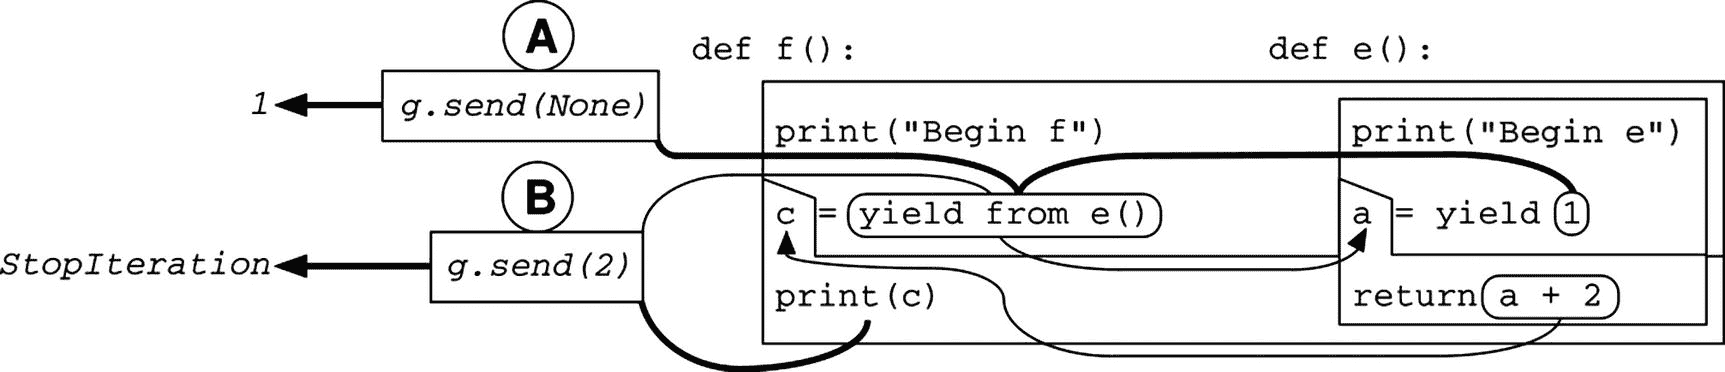 A
def f():
def e():
1
g.send(None)
print("Begin f")
print("Begin e")
B
c = yield from e()
a = yield 1
StopIteration
g.send(2)
print(c)
return a + 2